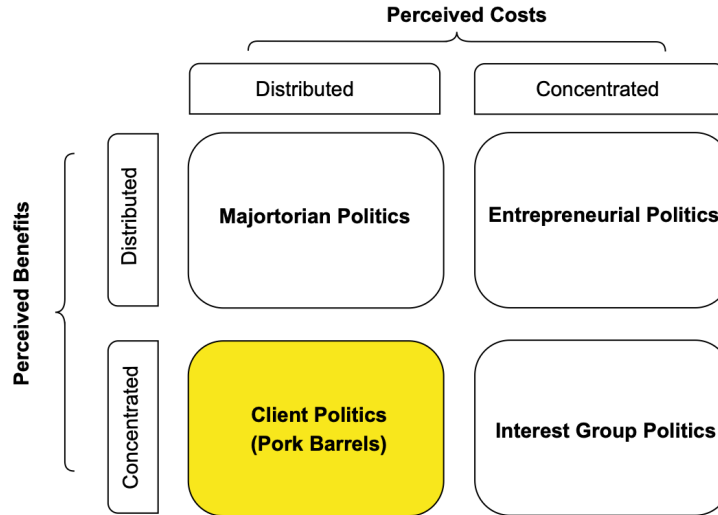 Perceived Costs
Distributed
Concentrated
Perceived Benefits
Distributed
Majortorian Politics
Entrepreneurial Politics
Concentrated
Client Politics
(Pork Barrels)
Interest Group Politics